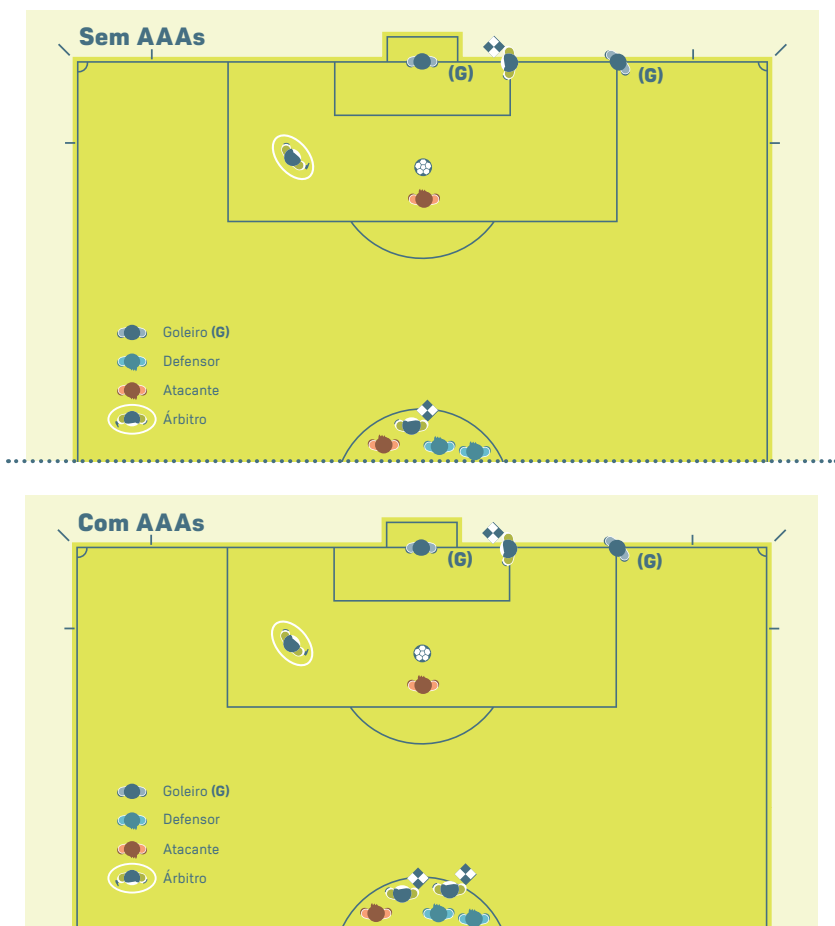 Sem AAAs
(G)
(G)
Goleiro (G)
Defensor
Atacante
Árbitro
Com AAAs
(G)
(G)
Goleiro (G)
Defensor
Atacante
Árbitro